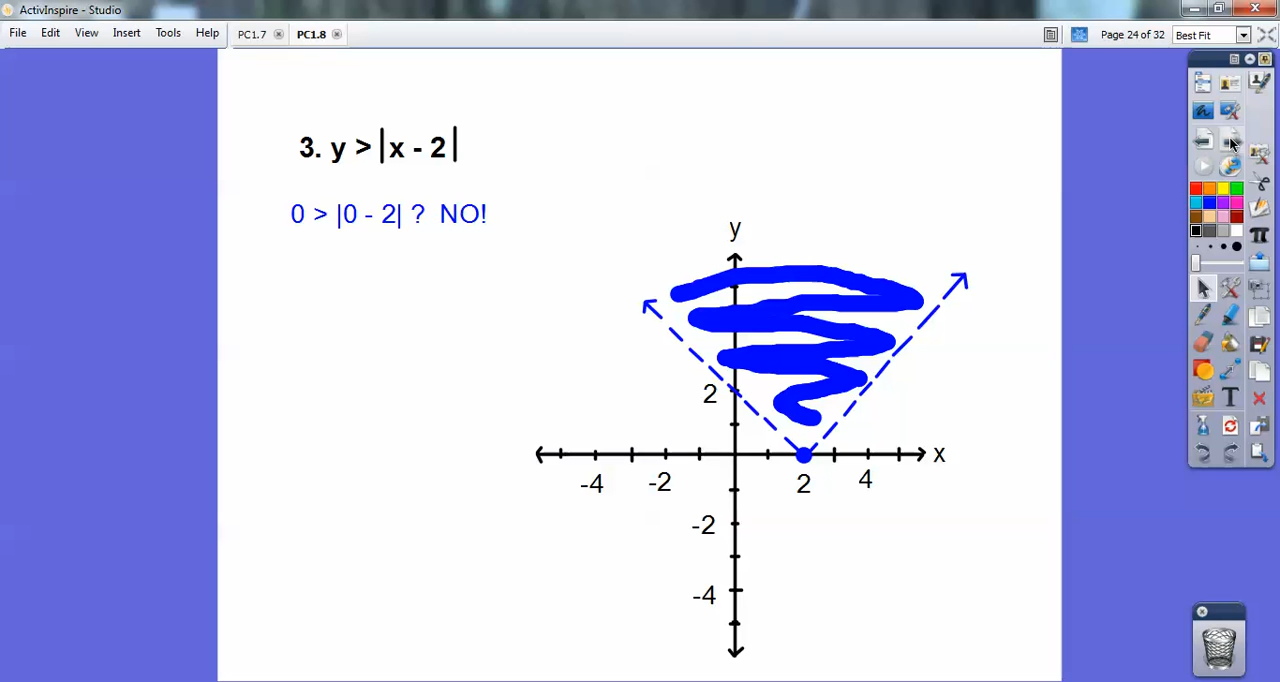 ActivInspire - Studio
File Edit View Insert Tools Help PC1.7 PC1.8 Page 24 of 32 Best Fit
3. y > |x - 2|
0 > |0 - 2| ? NO!
y
2
x
-4 -2 2 4
-2
-4
T